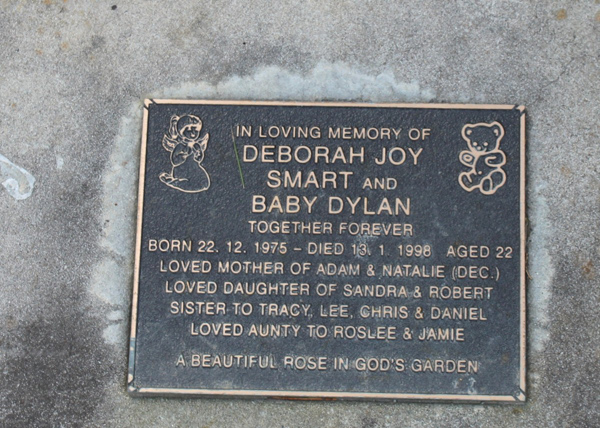 IN LOVING MEMORY OF
DEBORAH JOY
SMART AND
BABY DYLAN
TOGETHER FOREVER
BORN 22. 12. 1975 – DIED 13. 1. 1998 AGED 22
LOVED MOTHER OF ADAM & NATALIE (DEC.)
LOVED DAUGHTER OF SANDRA & ROBERT
SISTER TO TRACY, LEE, CHRIS & DANIEL
LOVED AUNTY TO ROSLEE & JAMIE
A BEAUTIFUL ROSE IN GOD'S GARDEN